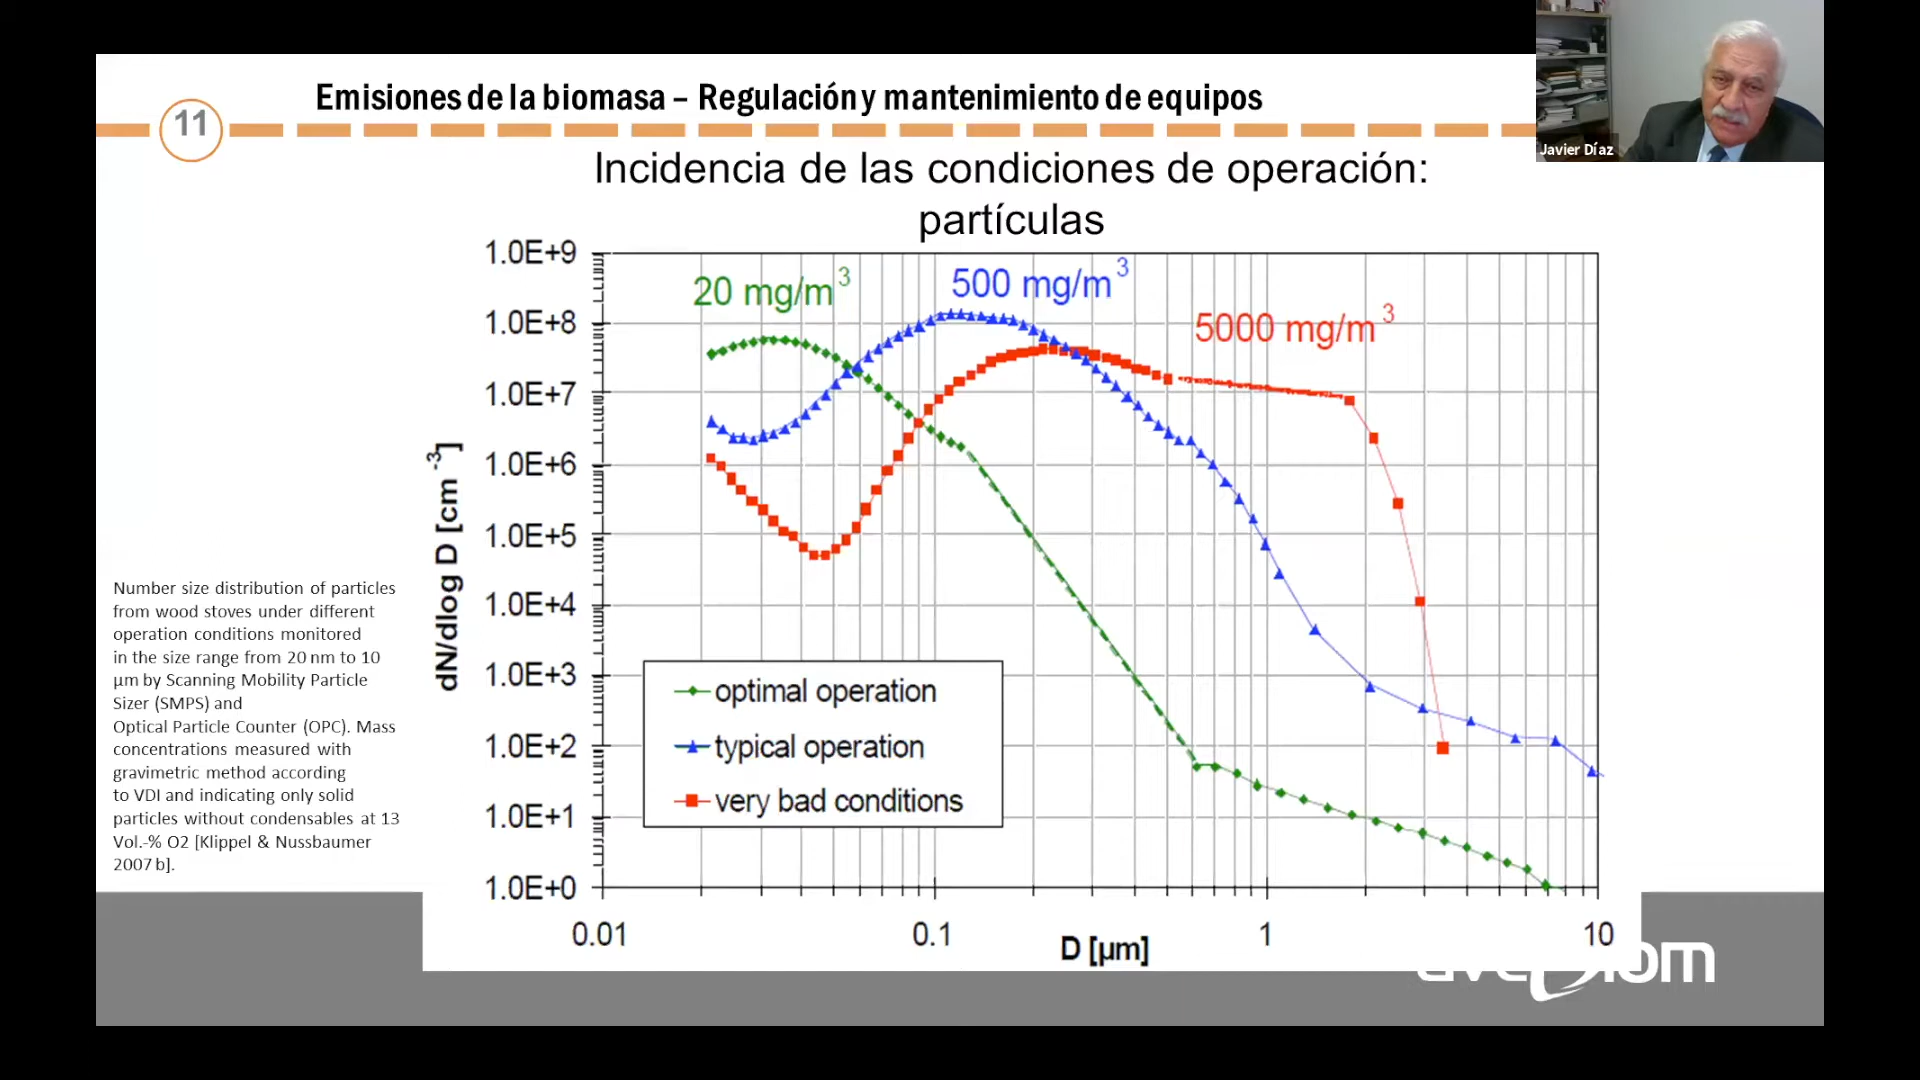 11
Emisiones de la biomasa – Regulación y mantenimiento de equipos
Javier Díaz
Incidencia de las condiciones de operación:
partículas
20 mg/m³
500 mg/m³
5000 mg/m³
1.0E+9
1.0E+8
1.0E+7
1.0E+6
1.0E+5
1.0E+4
1.0E+3
1.0E+2
1.0E+1
1.0E+0
dN/dlog D [cm⁻³]
optimal operation
typical operation
very bad conditions
0.01
0.1
1
10
D [µm]
Number size distribution of particles
from wood stoves under different
operation conditions monitored
in the size range from 20 nm to 10
µm by Scanning Mobility Particle
Sizer (SMPS) and
Optical Particle Counter (OPC). Mass
concentrations measured with
gravimetric method according
to VDI and indicating only solid
particles without condensables at 13
Vol.-% O2 [Klippel & Nussbaumer
2007 b].